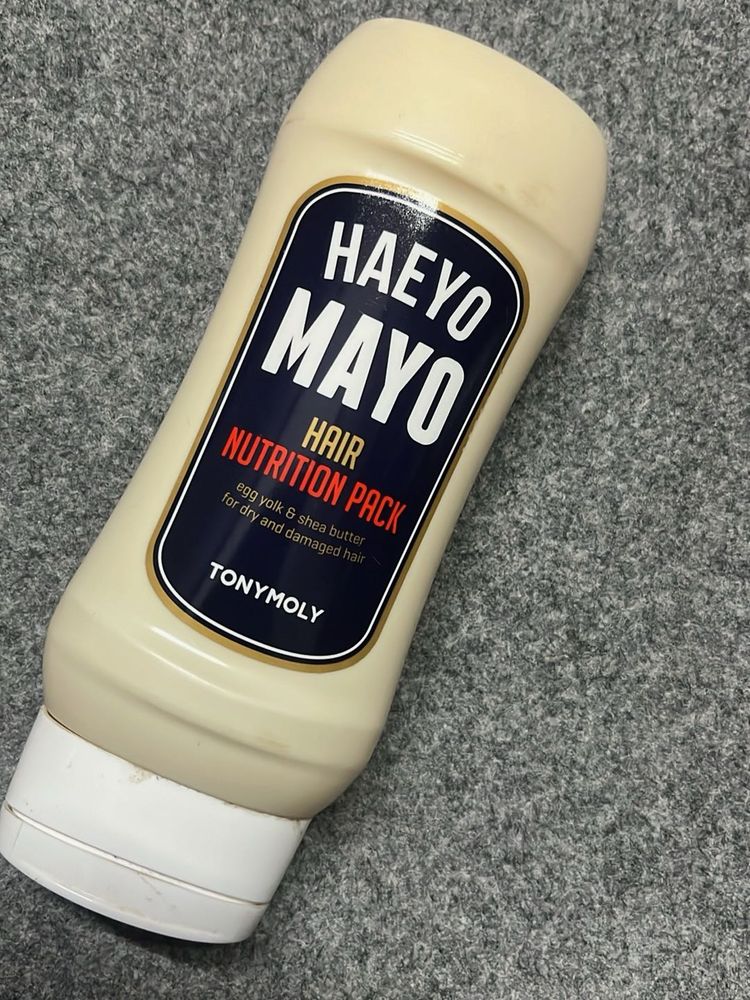 HAEYO
MAYO
HAIR
NUTRITION PACK
egg yolk & shea butter
for dry and damaged hair
TONYMOLY